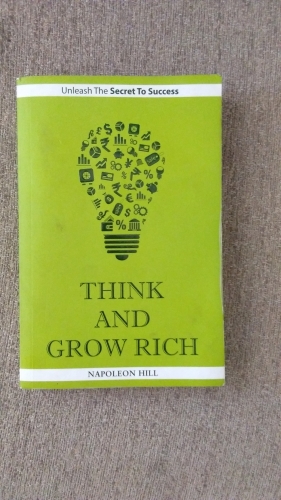 Unleash The Secret To Success
THINK
AND
GROW RICH
NAPOLEON HILL